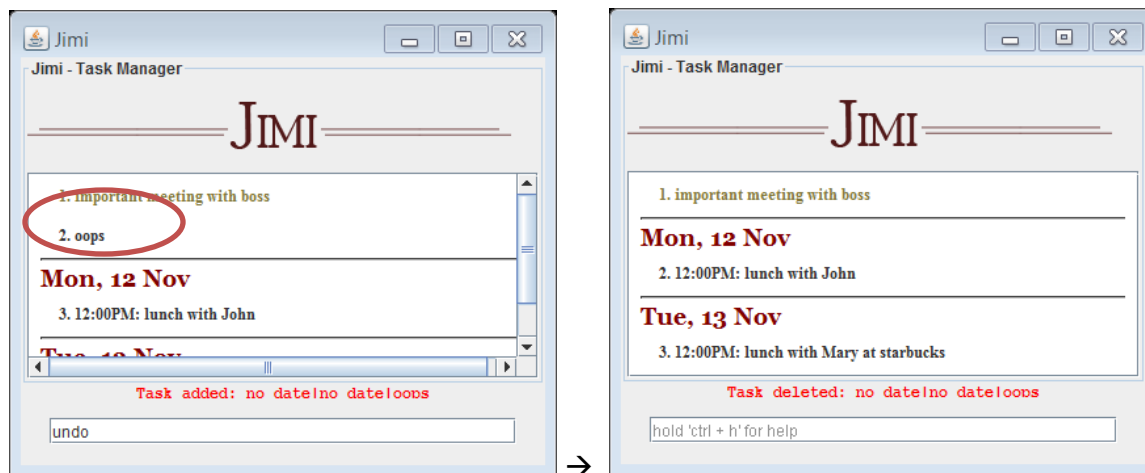 Jimi
Jimi - Task Manager
JIMI
1. important meeting with boss
2. oops
Mon, 12 Nov
3. 12:00PM: lunch with John
Tue, 13 Nov
Task added: no date|no date|oops
undo
→
Jimi
Jimi - Task Manager
JIMI
1. important meeting with boss
Mon, 12 Nov
2. 12:00PM: lunch with John
Tue, 13 Nov
3. 12:00PM: lunch with Mary at starbucks
Task deleted: no date|no date|oops
hold 'ctrl + h' for help